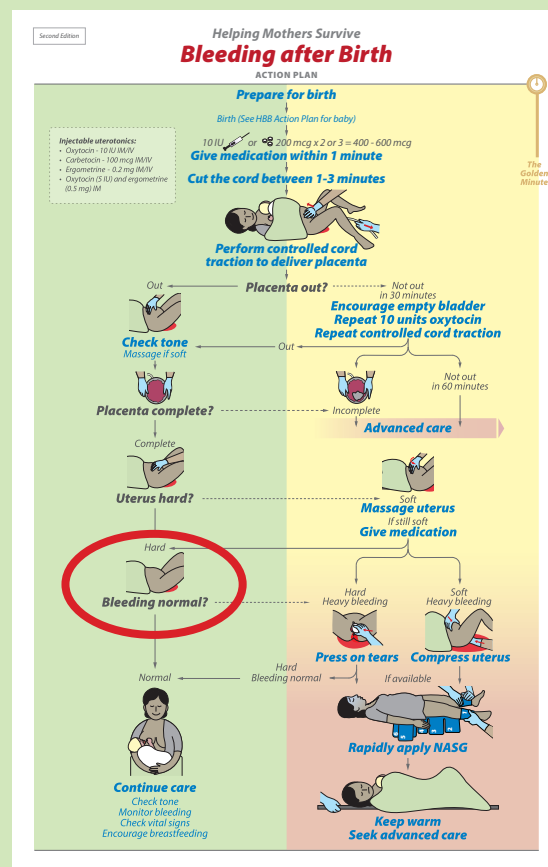 Second Edition
Helping Mothers Survive
Bleeding after Birth
ACTION PLAN
Prepare for birth
Birth (See HBB Action Plan for baby)
Injectable uterotonics:
• Oxytocin - 10 IU IM/IV
• Carbetocin - 100 mcg IM/IV
• Ergometrine – 0.2 mg IM/IV
• Oxytocin (5 IU) and ergometrine
(0.5 mg) IM
10 IU or 200 mcg x 2 or 3 = 400 - 600 mcg
Give medication within 1 minute
The
Golden
Minute
Cut the cord between 1-3 minutes
Perform controlled cord
traction to deliver placenta
Out
Placenta out?
Not out
in 30 minutes
Encourage empty bladder
Repeat 10 units oxytocin
Repeat controlled cord traction
Check tone
Massage if soft
Out
Not out
in 60 minutes
Placenta complete?
Incomplete
Advanced care
Complete
Uterus hard?
Soft
Massage uterus
If still soft
Give medication
Hard
Bleeding normal?
Hard
Heavy bleeding
Soft
Heavy bleeding
Press on tears
Compress uterus
Normal
Hard
Bleeding normal
If available
Rapidly apply NASG
Continue care
Check tone
Monitor bleeding
Check vital signs
Encourage breastfeeding
Keep warm
Seek advanced care